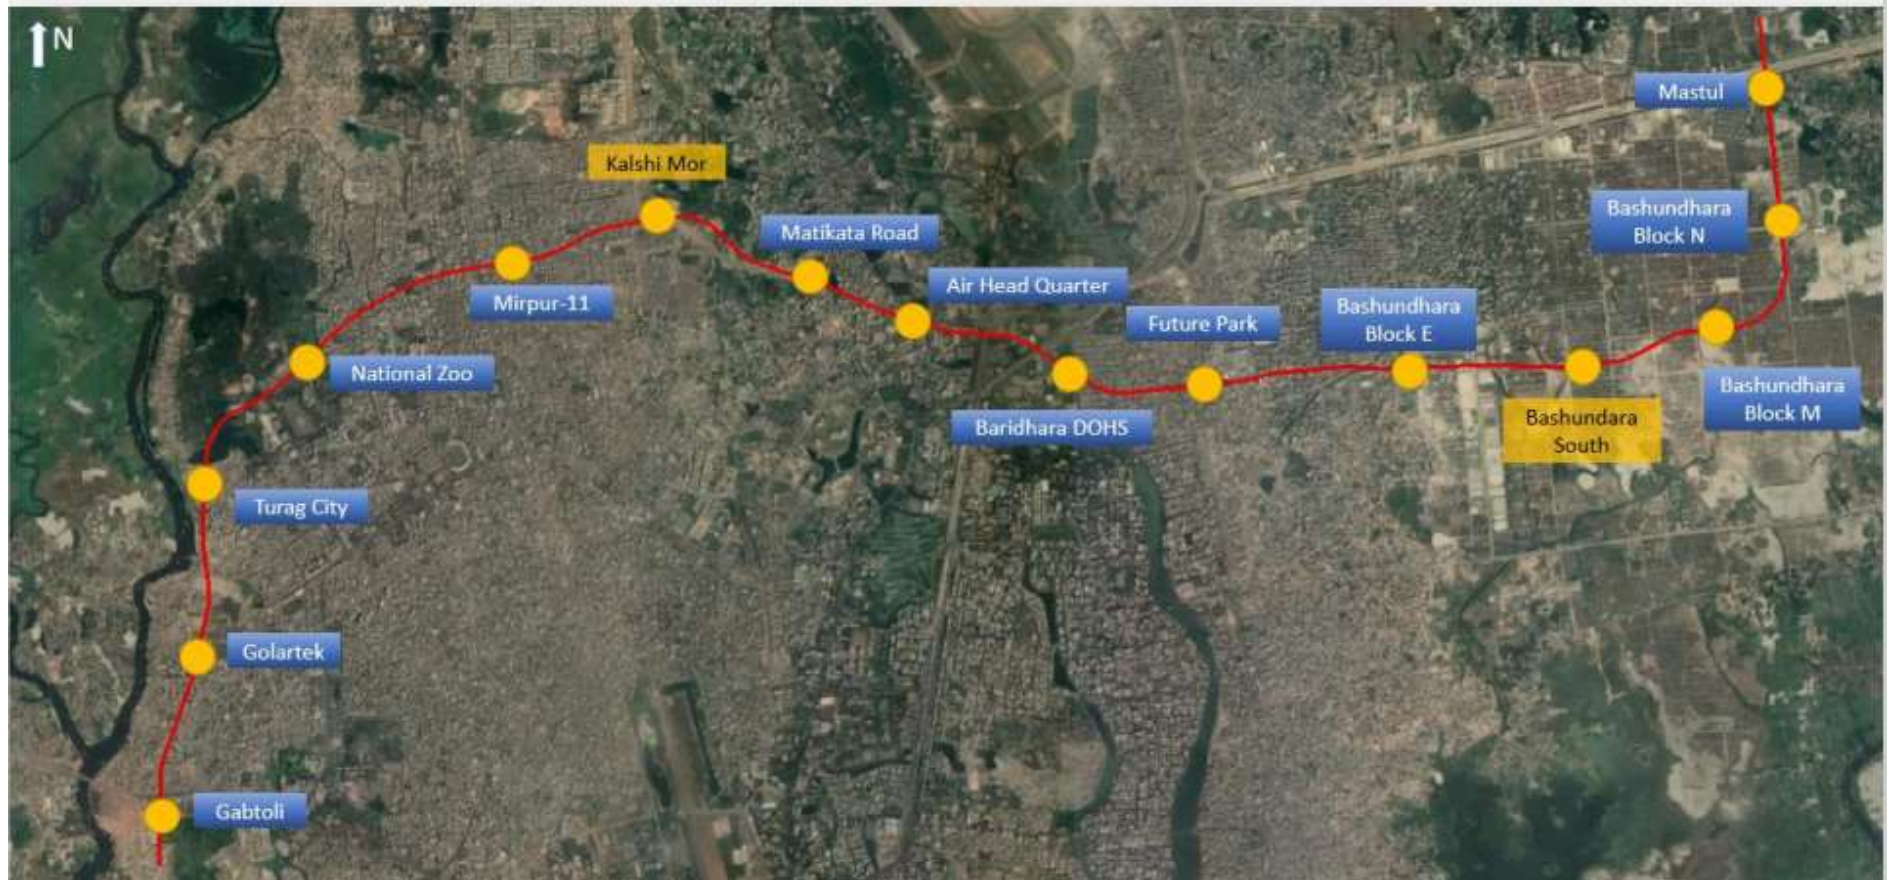 N
Mastul
Kalshi Mor
Bashundhara
Block N
Matikata Road
Air Head Quarter
Mirpur-11
Future Park
Bashundhara
Block E
National Zoo
Bashundhara
Block M
Baridhara DOHS
Bashundara
South
Turag City
Golartek
Gabtoli